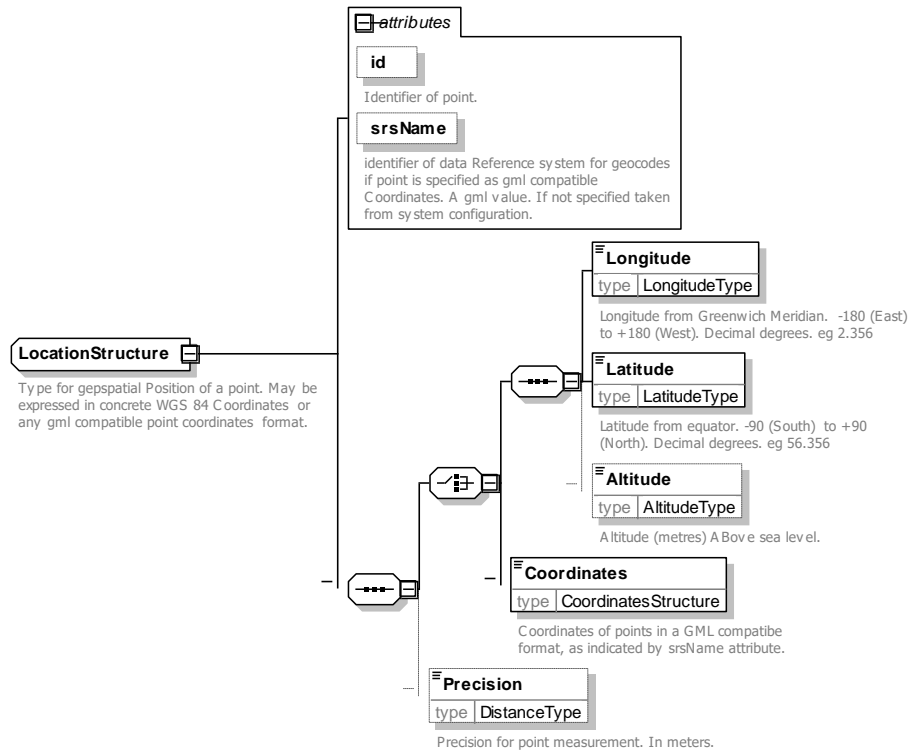 attributes
id
Identifier of point.
srsName
identifier of data Reference system for geocodes
if point is specified as gml compatible
Coordinates. A gml value. If not specified taken
from system configuration.
LocationStructure
Type for gepspatial Position of a point. May be
expressed in concrete WGS 84 Coordinates or
any gml compatible point coordinates format.
Longitude
type LongitudeType
Longitude from Greenwich Meridian. -180 (East)
to +180 (West). Decimal degrees. eg 2.356
Latitude
type LatitudeType
Latitude from equator. -90 (South) to +90
(North). Decimal degrees. eg 56.356
Altitude
type AltitudeType
Altitude (metres) ABove sea level.
Coordinates
type CoordinatesStructure
Coordinates of points in a GML compatibe
format, as indicated by srsName attribute.
Precision
type DistanceType
Precision for point measurement. In meters.